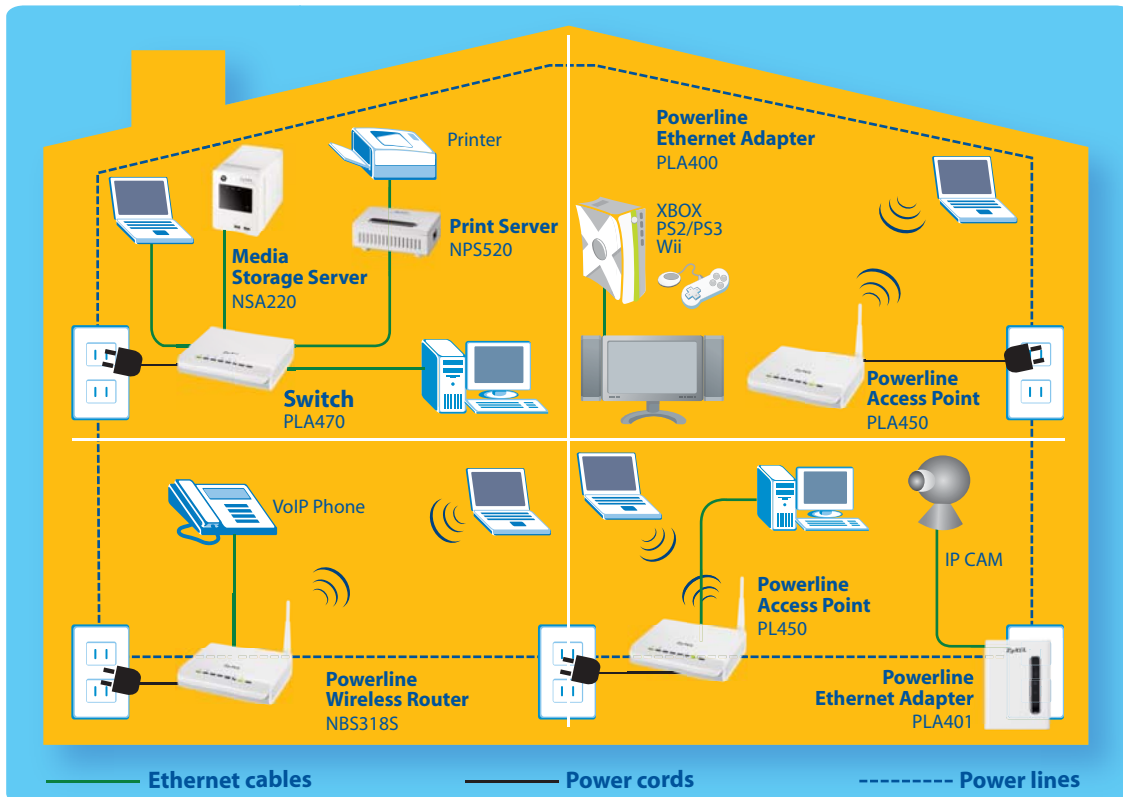 Printer
Print Server
NPS520
Media
Storage Server
NSA220
Switch
PLA470
Powerline
Ethernet Adapter
PLA400
XBOX
PS2/PS3
Wii
Powerline
Access Point
PLA450
VoIP Phone
Powerline
Wireless Router
NBS318S
Powerline
Access Point
PL450
IP CAM
ZyXEL
Powerline
Ethernet Adapter
PLA401
Ethernet cables
Power cords
Power lines